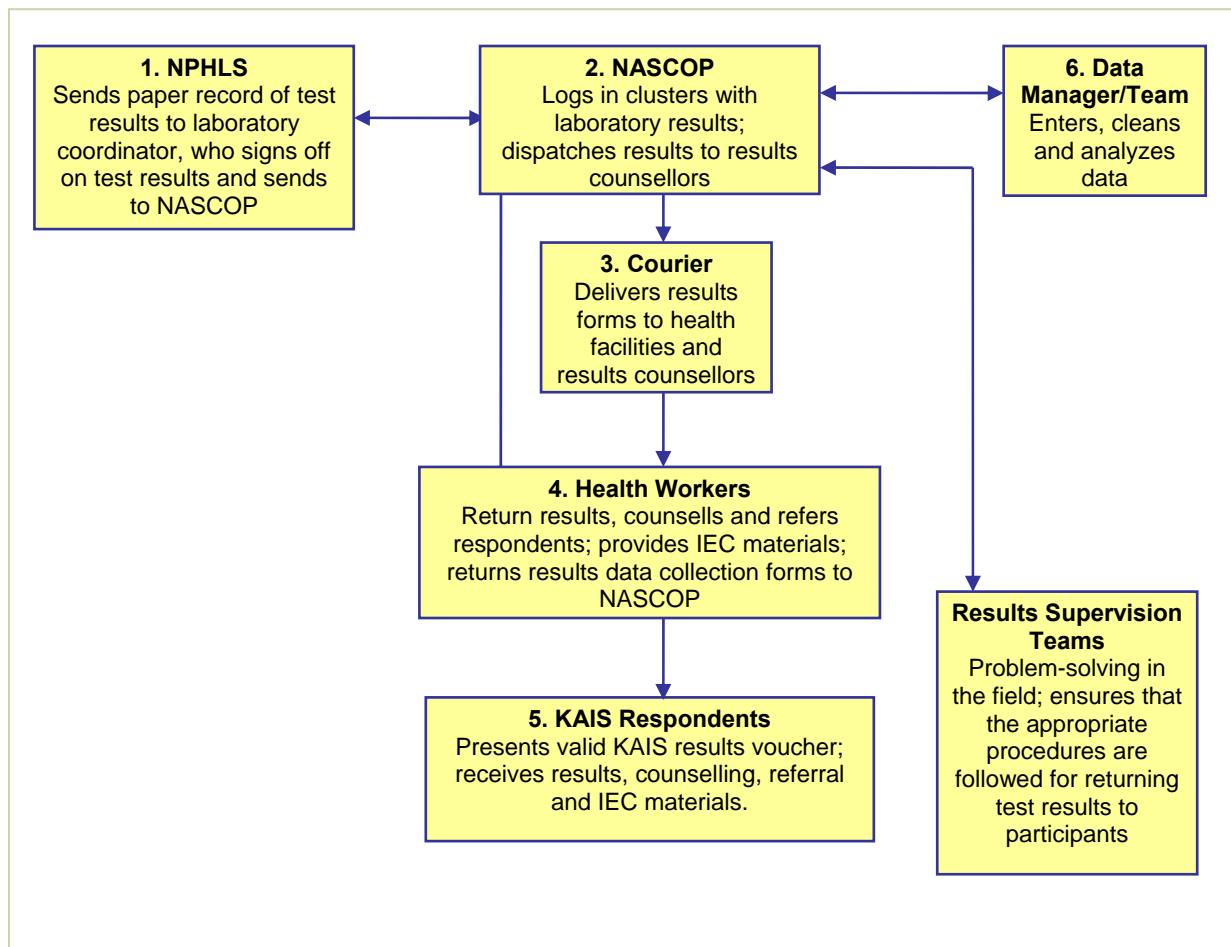 1. NPHLS
Sends paper record of test
results to laboratory
coordinator, who signs off
on test results and sends
to NASCOP
2. NASCOP
Logs in clusters with
laboratory results;
dispatches results to results
counsellors
6. Data
Manager/Team
Enters, cleans
and analyzes
data
3. Courier
Delivers results
forms to health
facilities and
results counsellors
4. Health Workers
Return results, counsells and refers
respondents; provides IEC materials;
returns results data collection forms to
NASCOP
5. KAIS Respondents
Presents valid KAIS results voucher;
receives results, counselling, referral
and IEC materials.
Results Supervision
Teams
Problem-solving in
the field; ensures that
the appropriate
procedures are
followed for returning
test results to
participants